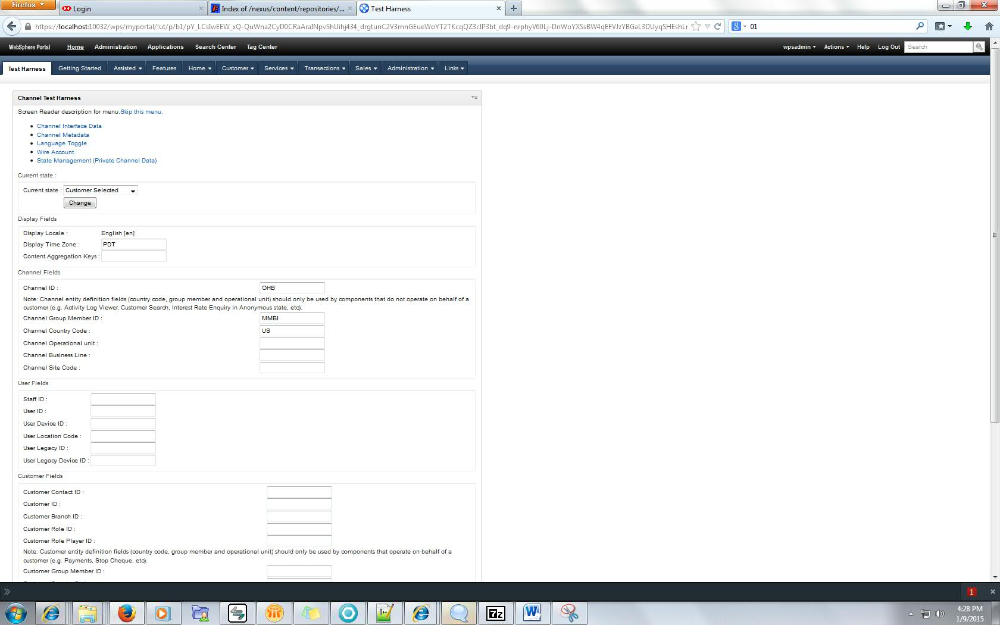 Firefox
Login
Index of /nexus/content/repositories/...
Test Harness
01
WebSphere Portal
Home
Administration
Applications
Search Center
Tag Center
wpsadmin
Actions
Help
Log Out
Search
Test Harness
Getting Started
Assisted
Features
Home
Customer
Services
Transactions
Sales
Administration
Links
Channel Test Harness
Screen Reader description for menu.Skip this menu.
Channel Interface Data
Channel Metadata
Language Toggle
Wire Account
State Management (Private Channel Data)
Current state :
Current state : Customer Selected
Change
Display Fields
Display Locale : English [en]
Display Time Zone : PDT
Content Aggregation Keys :
Channel Fields
Channel ID : OHB
Note: Channel entity definition fields (country code, group member and operational unit) should only be used by components that do not operate on behalf of a
customer (e.g. Activity Log Viewer, Customer Search, Interest Rate Enquiry in Anonymous state, etc).
Channel Group Member ID : MMBI
Channel Country Code : US
Channel Operational unit :
Channel Business Line :
Channel Site Code :
User Fields
Staff ID :
User ID :
User Device ID :
User Location Code :
User Legacy ID :
User Legacy Device ID :
Customer Fields
Customer Contact ID :
Customer ID :
Customer Branch ID :
Customer Role ID :
Customer Role Player ID :
Note: Customer entity definition fields (country code, group member and operational unit) should only be used by components that operate on behalf of a
customer (e.g. Payments, Stop Cheque, etc).
Customer Group Member ID :
1
7z
4:28 PM
1/9/2015